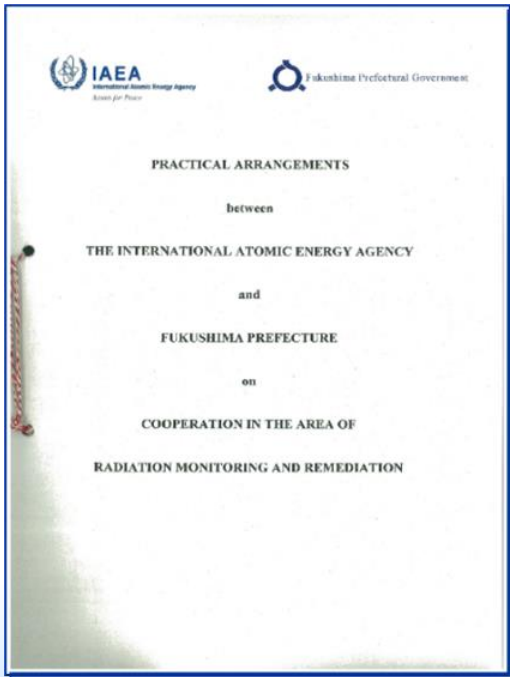 IAEA
International Atomic Energy Agency
Atoms for Peace
Fukushima Prefectural Government
PRACTICAL ARRANGEMENTS
between
THE INTERNATIONAL ATOMIC ENERGY AGENCY
and
FUKUSHIMA PREFECTURE
on
COOPERATION IN THE AREA OF
RADIATION MONITORING AND REMEDIATION